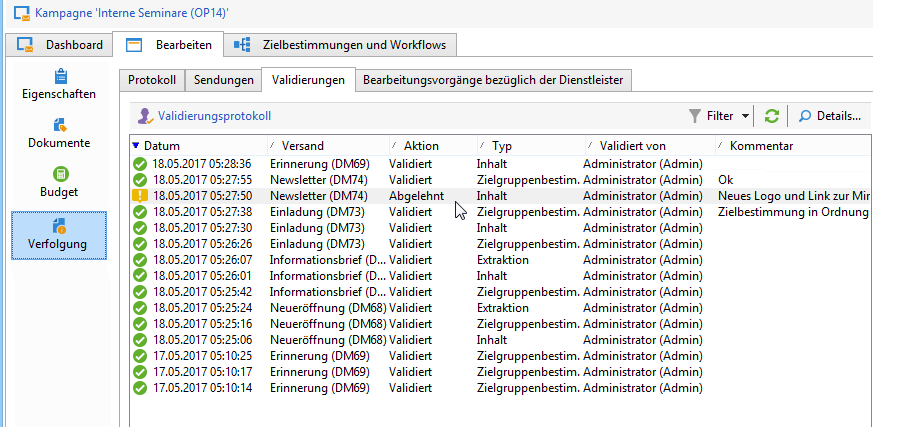 Kampagne 'Interne Seminare (OP14)'
Dashboard Bearbeiten Zielbestimmungen und Workflows
Eigenschaften
Dokumente
Budget
Verfolgung
Protokoll Sendungen Validierungen Bearbeitungsvorgänge bezüglich der Dienstleister
Validierungsprotokoll Filter Details...
Datum Versand Aktion Typ Validiert von Kommentar
18.05.2017 05:28:36 Erinnerung (DM69) Validiert Inhalt Administrator (Admin)
18.05.2017 05:27:55 Newsletter (DM74) Validiert Zielgruppenbestim... Administrator (Admin) Ok
18.05.2017 05:27:50 Newsletter (DM74) Abgelehnt Inhalt Administrator (Admin) Neues Logo und Link zur Mir
18.05.2017 05:27:38 Einladung (DM73) Validiert Zielgruppenbestim... Administrator (Admin) Zielbestimmung in Ordnung
18.05.2017 05:27:30 Einladung (DM73) Validiert Inhalt Administrator (Admin)
18.05.2017 05:26:26 Einladung (DM73) Validiert Zielgruppenbestim... Administrator (Admin)
18.05.2017 05:26:07 Informationsbrief (D... Validiert Extraktion Administrator (Admin)
18.05.2017 05:26:01 Informationsbrief (D... Validiert Inhalt Administrator (Admin)
18.05.2017 05:25:42 Informationsbrief (D... Validiert Zielgruppenbestim... Administrator (Admin)
18.05.2017 05:25:24 Neueröffnung (DM68) Validiert Extraktion Administrator (Admin)
18.05.2017 05:25:16 Neueröffnung (DM68) Validiert Zielgruppenbestim... Administrator (Admin)
18.05.2017 05:25:06 Neueröffnung (DM68) Validiert Inhalt Administrator (Admin)
17.05.2017 05:10:25 Erinnerung (DM69) Validiert Zielgruppenbestim... Administrator (Admin)
17.05.2017 05:10:17 Erinnerung (DM69) Validiert Zielgruppenbestim... Administrator (Admin)
17.05.2017 05:10:14 Erinnerung (DM69) Validiert Zielgruppenbestim... Administrator (Admin)